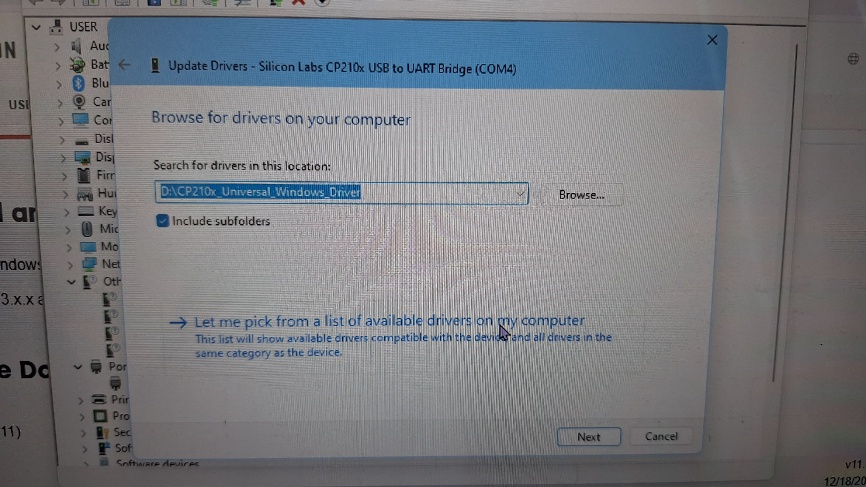 USER
Update Drivers - Silicon Labs CP210x USB to UART Bridge (COM4)
Browse for drivers on your computer
Search for drivers in this location:
D:\CP210x_Universal_Windows_Driver
Browse...
Include subfolders
Let me pick from a list of available drivers on my computer
This list will show available drivers compatible with the device and all drivers in the
same category as the device.
Next
Cancel
Auc
Bat
Blu
Car
Cor
Disl
Disp
Firr
Hu
Key
Mic
Mo
Net
Oth
Por
Prir
Pro
Sec
Sof
Software devices
N
USI
l ar
ndows
3.x.x a
e Do
11)
v11.
12/18/20